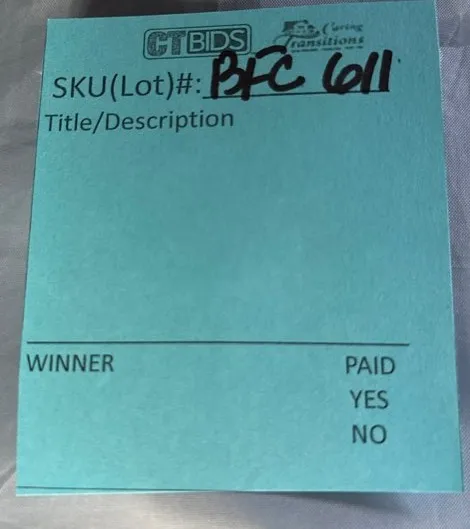 CTBIDS
Caring Transitions
SKU(Lot)#: BFC 611
Title/Description
WINNER PAID
YES
NO